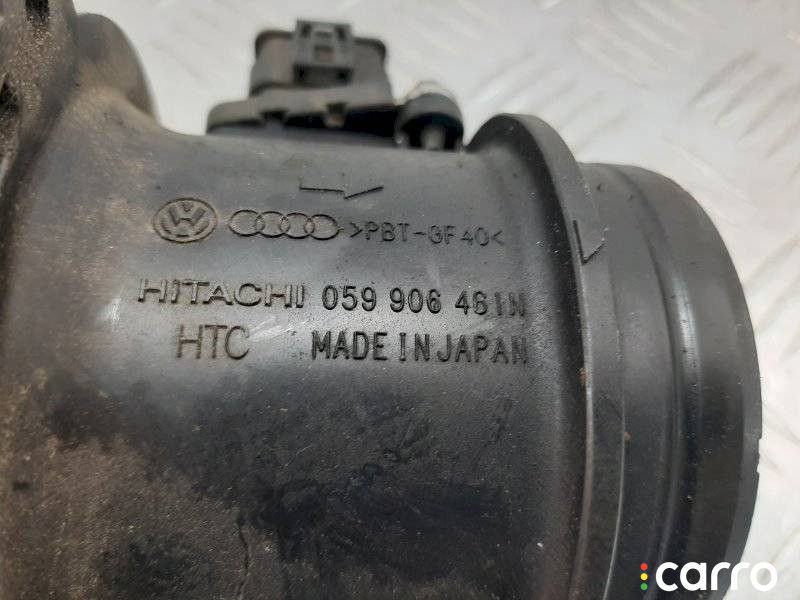 >PBT-GF40<
HITACHI 059 906 461N
HTC MADE IN JAPAN
carro